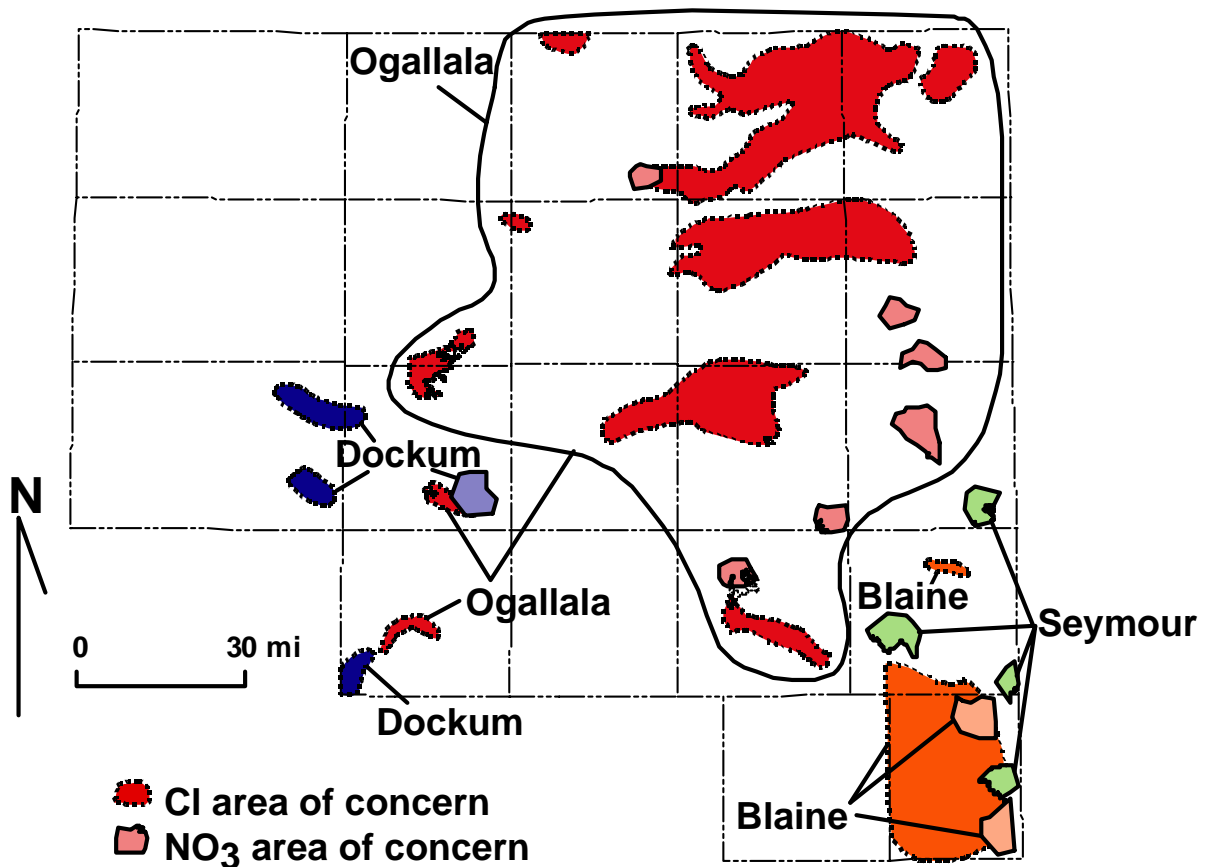 Ogallala
Dockum
N
Ogallala
Blaine
Seymour
0 30 mi
Dockum
Cl area of concern
Blaine
NO3 area of concern